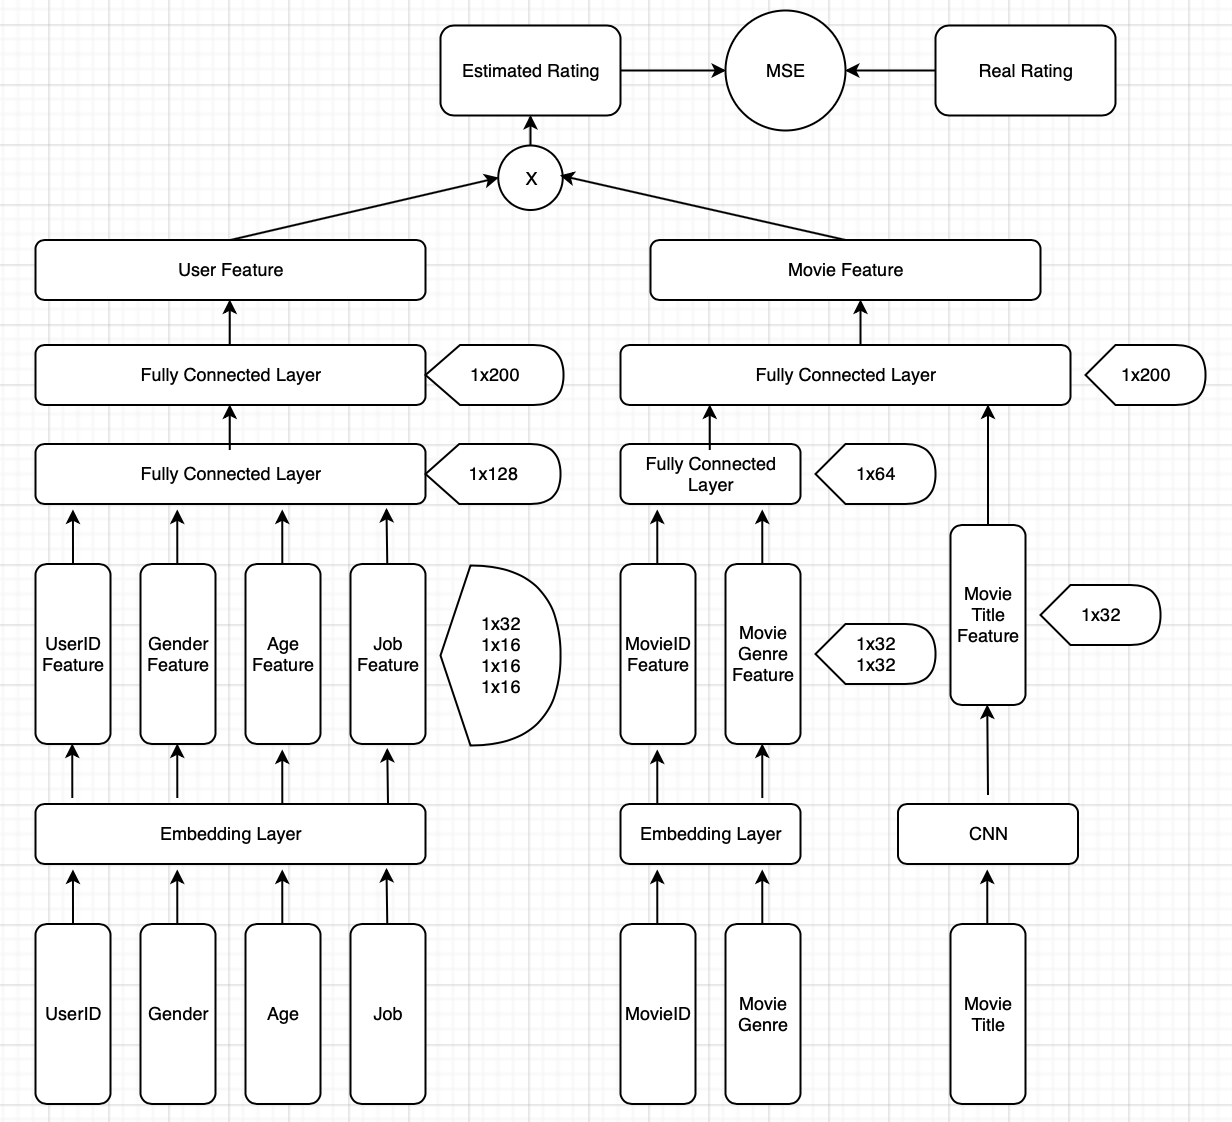 Estimated Rating
MSE
Real Rating
X
User Feature
Movie Feature
Fully Connected Layer
1x200
Fully Connected Layer
1x200
Fully Connected Layer
1x128
Fully Connected
Layer
1x64
UserID
Feature
Gender
Feature
Age
Feature
Job
Feature
1x32
1x16
1x16
1x16
MovieID
Feature
Movie
Genre
Feature
1x32
1x32
Movie
Title
Feature
1x32
Embedding Layer
Embedding Layer
CNN
UserID
Gender
Age
Job
MovieID
Movie
Genre
Movie
Title